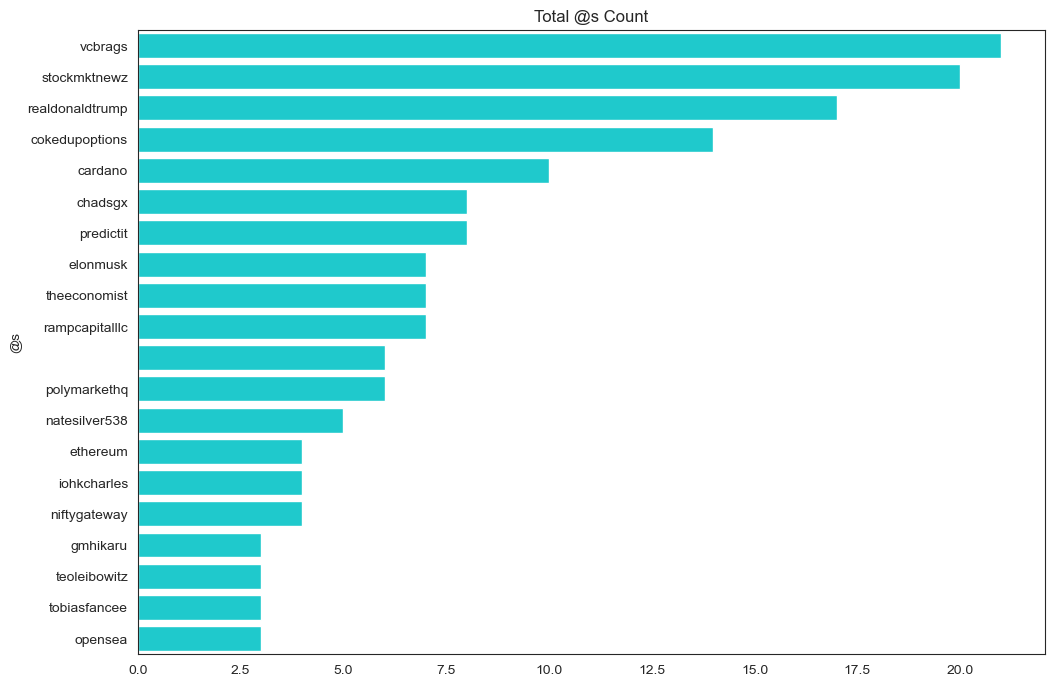 Total @s Count
vcbrags
stockmktnewz
realdonaldtrump
cokedupoptions
cardano
chadsgx
predictit
elonmusk
theeconomist
rampcapitalllc
polymarkethq
natesilver538
ethereum
iohkcharles
niftygateway
gmhikaru
teoleibowitz
tobiasfancee
opensea
@s
0.0 2.5 5.0 7.5 10.0 12.5 15.0 17.5 20.0